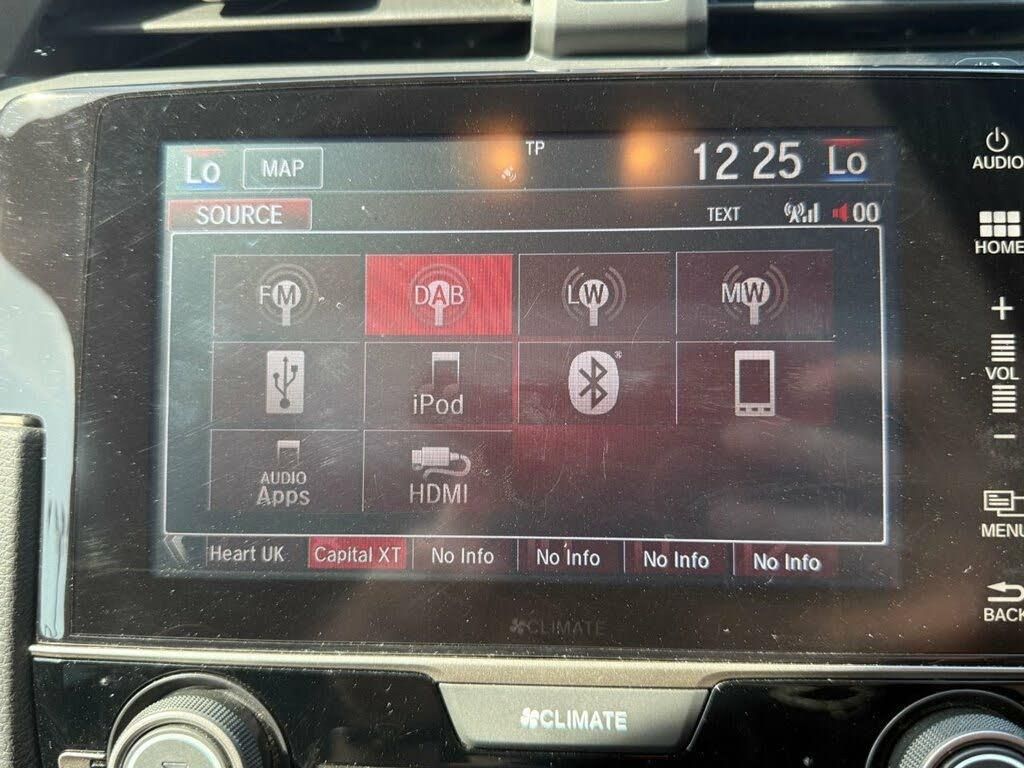 TP
Lo MAP 12 25 Lo
SOURCE TEXT 00
FM DAB LW MW
iPod
AUDIO
Apps HDMI
Heart UK Capital XT No Info No Info No Info No Info
CLIMATE
CLIMATE
AUDIO
HOME
+
VOL
−
MENU
BACK